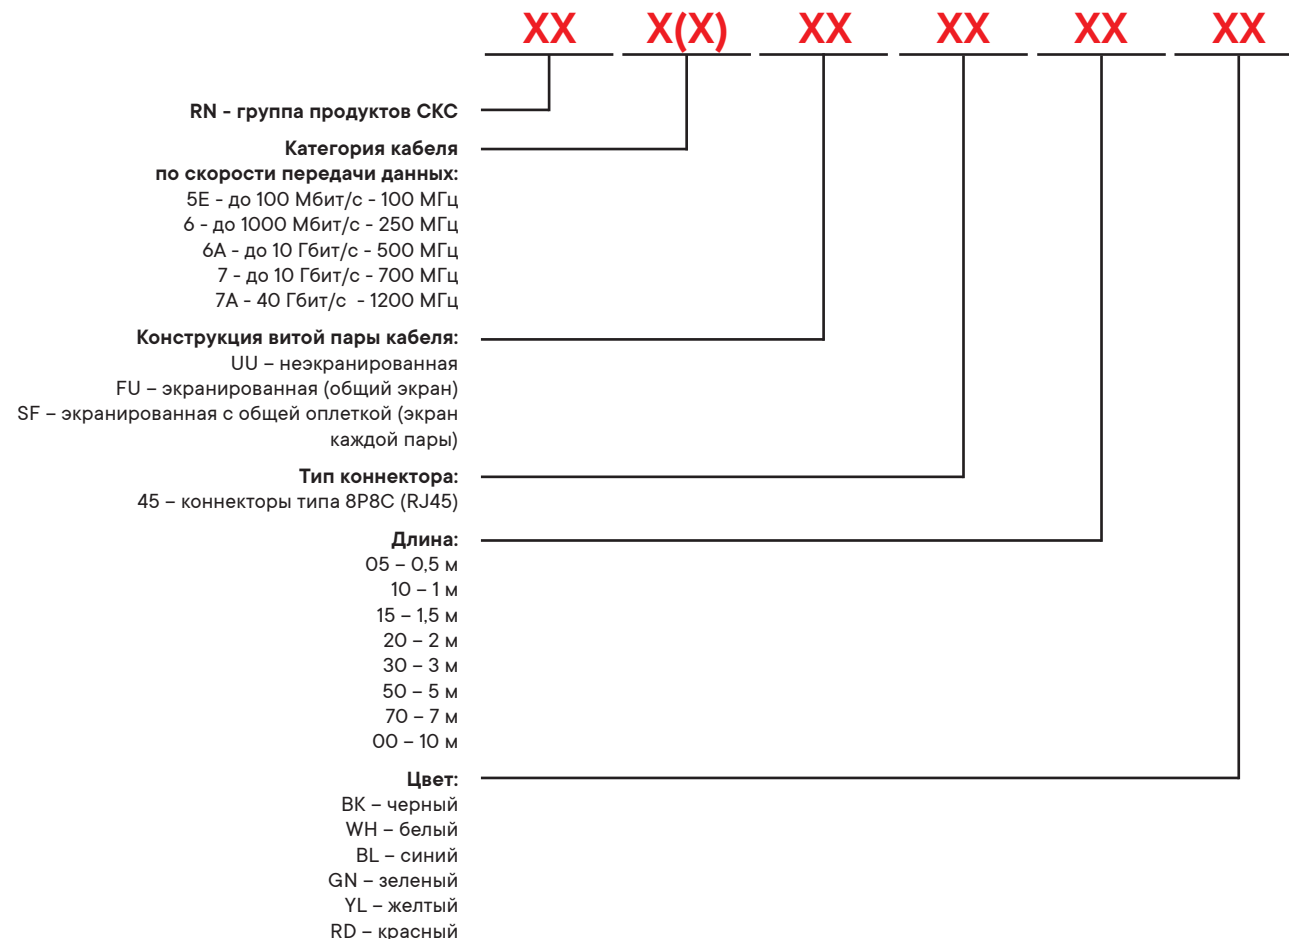 XX X(X) XX XX XX XX
RN - группа продуктов СКС
Категория кабеля
по скорости передачи данных:
5E - до 100 Мбит/с - 100 МГц
6 - до 1000 Мбит/с - 250 МГц
6A - до 10 Гбит/с - 500 МГц
7 - до 10 Гбит/с - 700 МГц
7A - 40 Гбит/с - 1200 МГц
Конструкция витой пары кабеля:
UU – неэкранированная
FU – экранированная (общий экран)
SF – экранированная с общей оплеткой (экран
каждой пары)
Тип коннектора:
45 – коннекторы типа 8P8C (RJ45)
Длина:
05 – 0,5 м
10 – 1 м
15 – 1,5 м
20 – 2 м
30 – 3 м
50 – 5 м
70 – 7 м
00 – 10 м
Цвет:
BK – черный
WH – белый
BL – синий
GN – зеленый
YL – желтый
RD – красный